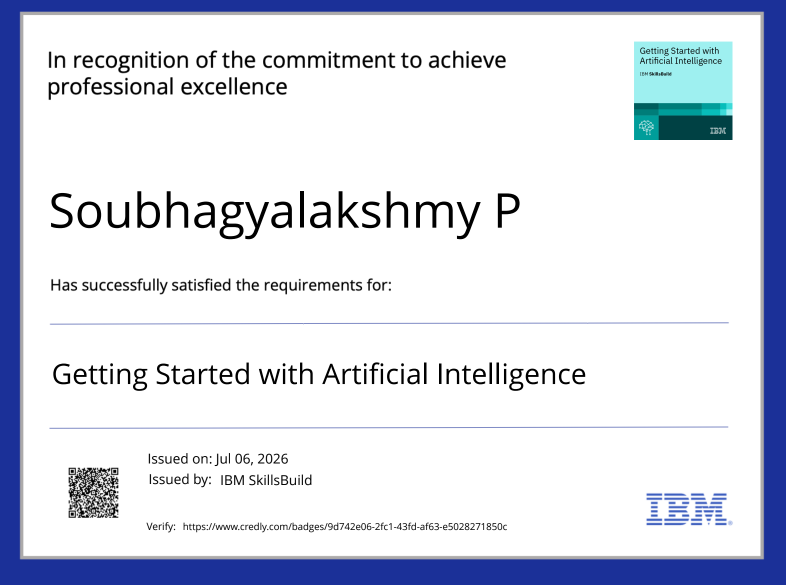 In recognition of the commitment to achieve
professional excellence
Getting Started with
Artificial Intelligence
IBM SkillsBuild
IBM
Soubhagyalakshmy P
Has successfully satisfied the requirements for:
Getting Started with Artificial Intelligence
Issued on: Jul 06, 2026
Issued by: IBM SkillsBuild
Verify: https://www.credly.com/badges/9d742e06-2fc1-43fd-af63-e5028271850c
IBM®